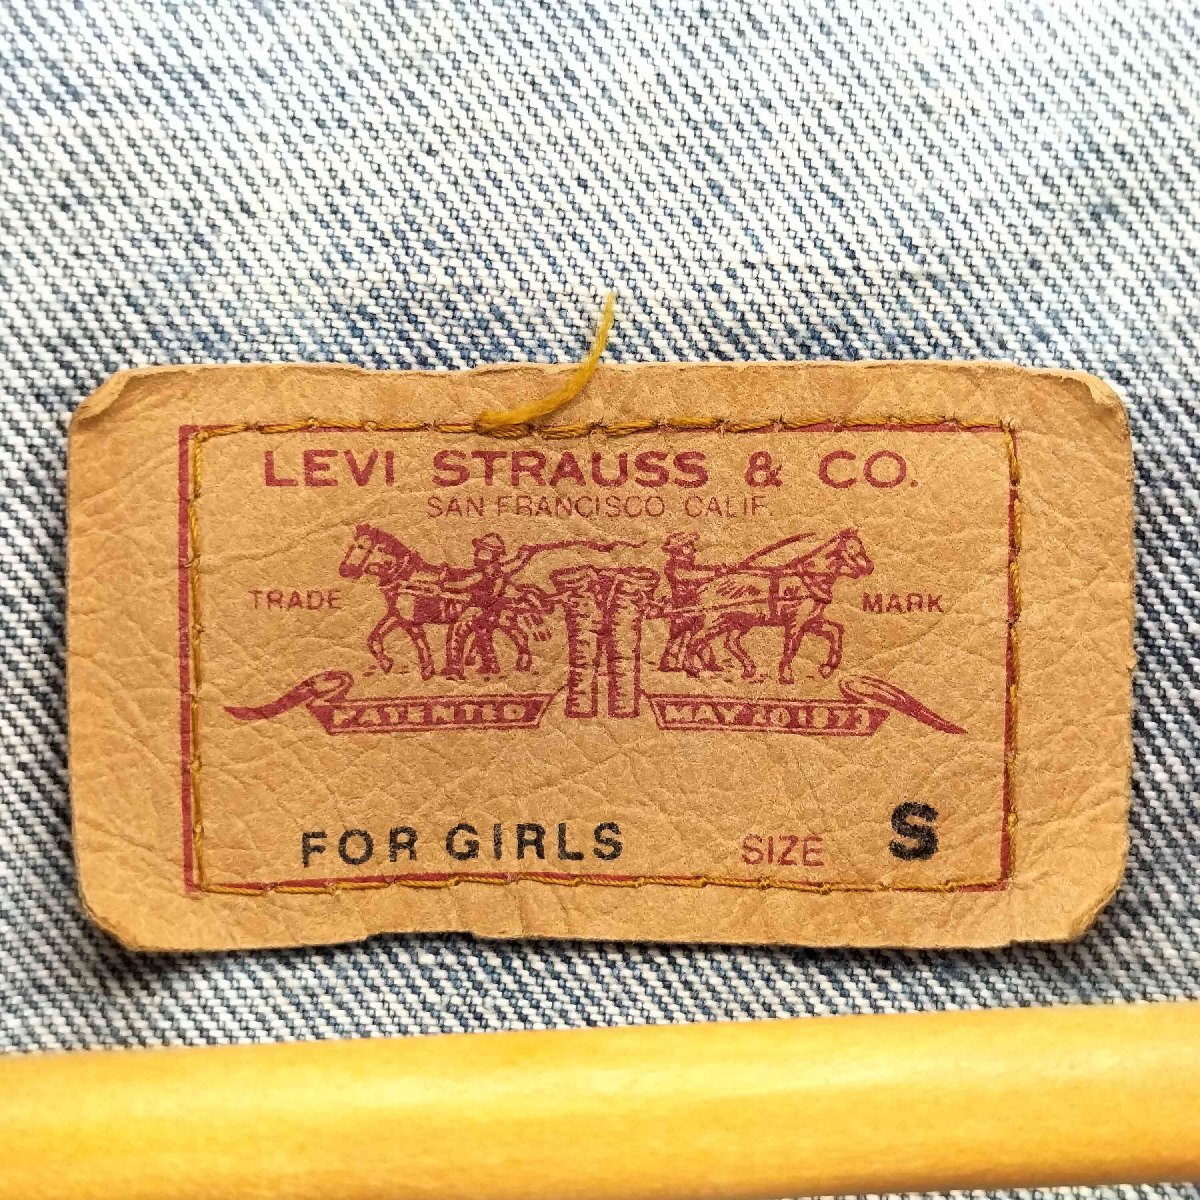 LEVI STRAUSS & CO.
SAN FRANCISCO CALIF.
TRADE MARK
PATENTED MAY 20 1873
FOR GIRLS SIZE S